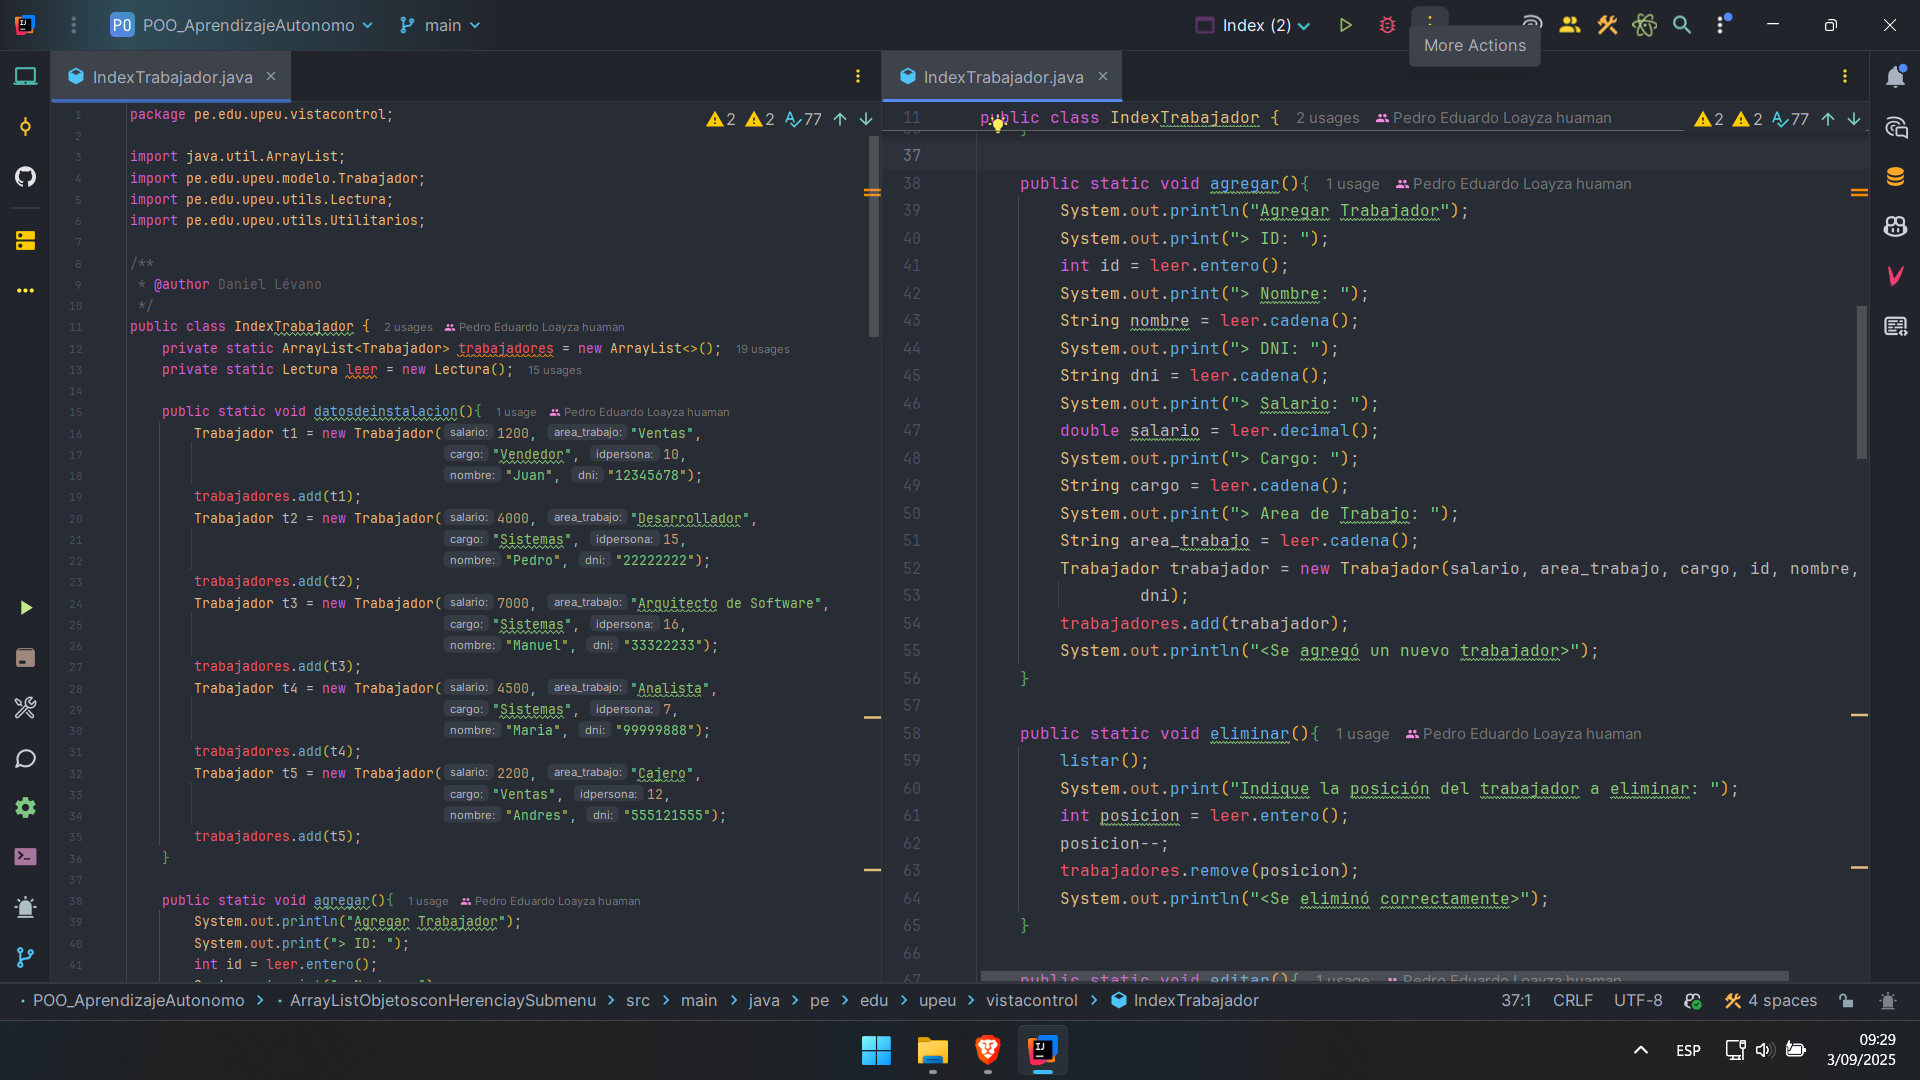 PO POO_AprendizajeAutonomo main Index (2)
More Actions
IndexTrabajador.java
1 package pe.edu.upeu.vistacontrol;
2
3 import java.util.ArrayList;
4 import pe.edu.upeu.modelo.Trabajador;
5 import pe.edu.upeu.utils.Lectura;
6 import pe.edu.upeu.utils.Utilitarios;
7
8 /**
9 * @author Daniel Lévano
10 */
11 public class IndexTrabajador { 2 usages Pedro Eduardo Loayza huaman
12 private static ArrayList<Trabajador> trabajadores = new ArrayList<>(); 19 usages
13 private static Lectura leer = new Lectura(); 15 usages
14
15 public static void datosdeinstalacion(){ 1 usage Pedro Eduardo Loayza huaman
16 Trabajador t1 = new Trabajador( salario: 1200, area_trabajo: "Ventas",
17 cargo: "Vendedor", idpersona: 10,
18 nombre: "Juan", dni: "12345678");
19 trabajadores.add(t1);
20 Trabajador t2 = new Trabajador( salario: 4000, area_trabajo: "Desarrollador",
21 cargo: "Sistemas", idpersona: 15,
22 nombre: "Pedro", dni: "22222222");
23 trabajadores.add(t2);
24 Trabajador t3 = new Trabajador( salario: 7000, area_trabajo: "Arquitecto de Software",
25 cargo: "Sistemas", idpersona: 16,
26 nombre: "Manuel", dni: "33322233");
27 trabajadores.add(t3);
28 Trabajador t4 = new Trabajador( salario: 4500, area_trabajo: "Analista",
29 cargo: "Sistemas", idpersona: 7,
30 nombre: "Maria", dni: "99999888");
31 trabajadores.add(t4);
32 Trabajador t5 = new Trabajador( salario: 2200, area_trabajo: "Cajero",
33 cargo: "Ventas", idpersona: 12,
34 nombre: "Andres", dni: "555121555");
35 trabajadores.add(t5);
36 }
37
38 public static void agregar(){ 1 usage Pedro Eduardo Loayza huaman
39 System.out.println("Agregar Trabajador");
40 System.out.print("> ID: ");
41 int id = leer.entero();
2 2 77
IndexTrabajador.java
11 public class IndexTrabajador { 2 usages Pedro Eduardo Loayza huaman 2 2 77
37
38 public static void agregar(){ 1 usage Pedro Eduardo Loayza huaman
39 System.out.println("Agregar Trabajador");
40 System.out.print("> ID: ");
41 int id = leer.entero();
42 System.out.print("> Nombre: ");
43 String nombre = leer.cadena();
44 System.out.print("> DNI: ");
45 String dni = leer.cadena();
46 System.out.print("> Salario: ");
47 double salario = leer.decimal();
48 System.out.print("> Cargo: ");
49 String cargo = leer.cadena();
50 System.out.print("> Area de Trabajo: ");
51 String area_trabajo = leer.cadena();
52 Trabajador trabajador = new Trabajador(salario, area_trabajo, cargo, id, nombre,
53 dni);
54 trabajadores.add(trabajador);
55 System.out.println("<Se agregó un nuevo trabajador>");
56 }
57
58 public static void eliminar(){ 1 usage Pedro Eduardo Loayza huaman
59 listar();
60 System.out.print("Indique la posición del trabajador a eliminar: ");
61 int posicion = leer.entero();
62 posicion--;
63 trabajadores.remove(posicion);
64 System.out.println("<Se eliminó correctamente>");
65 }
66
67 public static void editar(){ 1 usage Pedro Eduardo Loayza huaman
POO_AprendizajeAutonomo > ArrayListObjetosconHerenciaySubmenu > src > main > java > pe > edu > upeu > vistacontrol > IndexTrabajador 37:1 CRLF UTF-8 4 spaces
ESP 09:29
3/09/2025